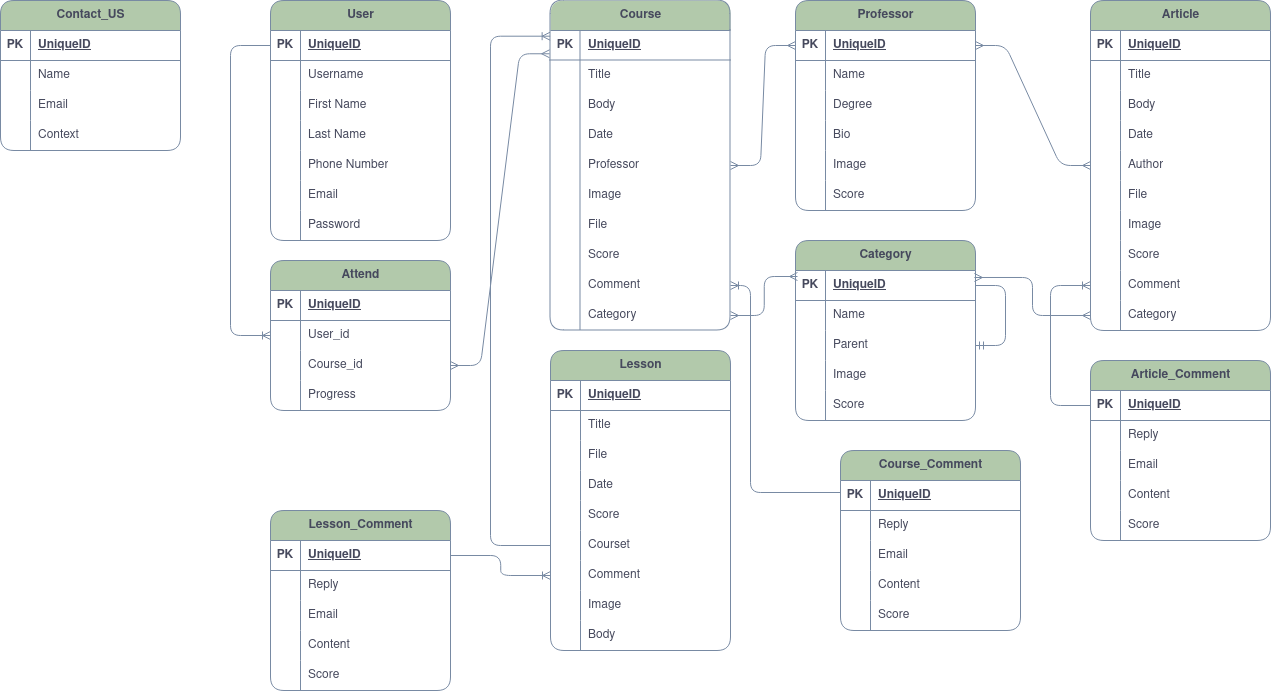 Contact_US
PK UniqueID
Name
Email
Context
User
PK UniqueID
Username
First Name
Last Name
Phone Number
Email
Password
Attend
PK UniqueID
User_id
Course_id
Progress
Lesson_Comment
PK UniqueID
Reply
Email
Content
Score
Course
PK UniqueID
Title
Body
Date
Professor
Image
File
Score
Comment
Category
Lesson
PK UniqueID
Title
File
Date
Score
Courset
Comment
Image
Body
Professor
PK UniqueID
Name
Degree
Bio
Image
Score
Category
PK UniqueID
Name
Parent
Image
Score
Course_Comment
PK UniqueID
Reply
Email
Content
Score
Article
PK UniqueID
Title
Body
Date
Author
File
Image
Score
Comment
Category
Article_Comment
PK UniqueID
Reply
Email
Content
Score